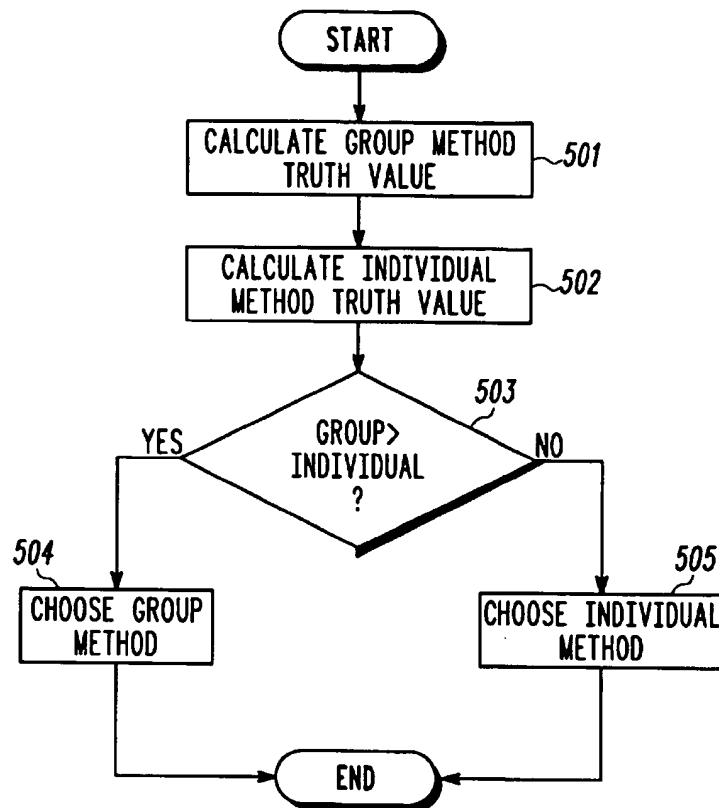 START
CALCULATE GROUP METHOD
TRUTH VALUE
501
CALCULATE INDIVIDUAL
METHOD TRUTH VALUE
502
503
YES
GROUP>
INDIVIDUAL
?
NO
504
CHOOSE GROUP
METHOD
505
CHOOSE INDIVIDUAL
METHOD
END